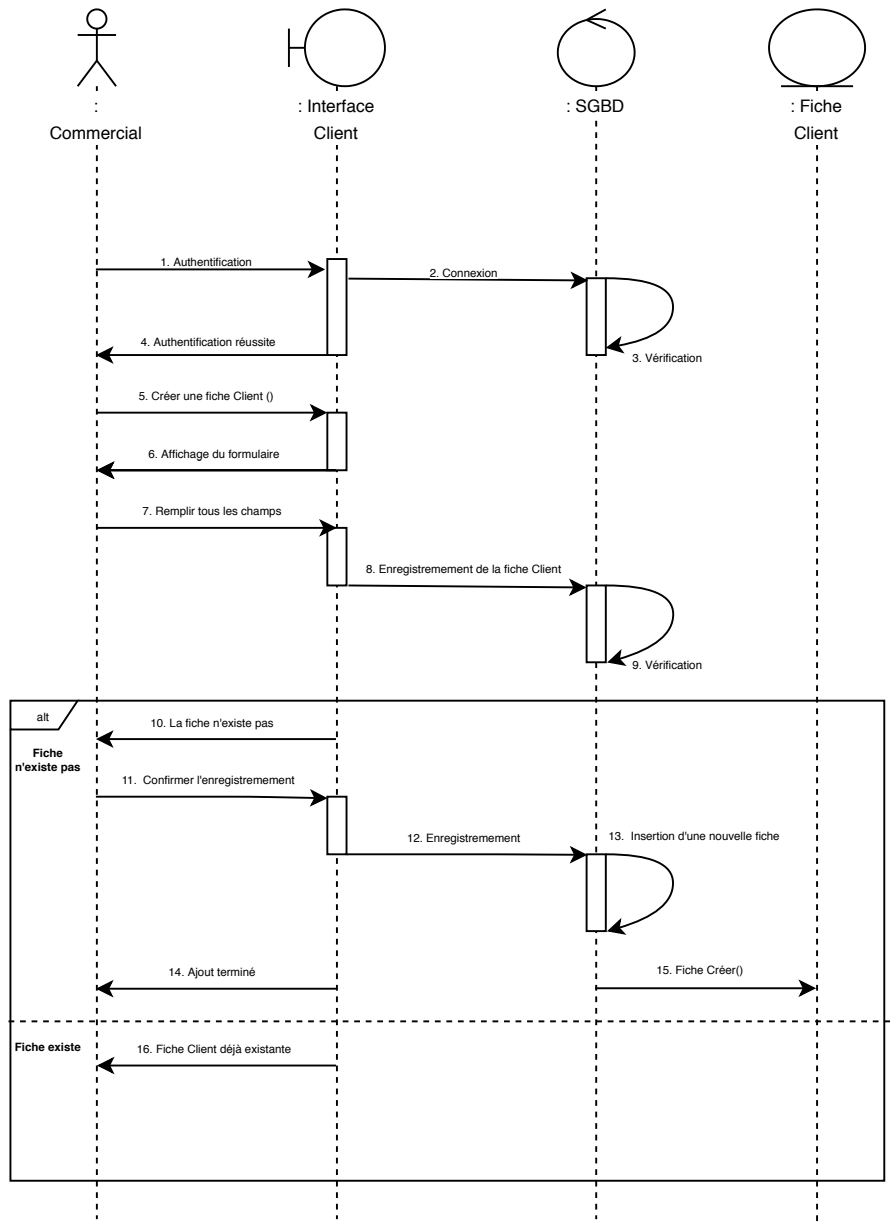 :
Commercial
: Interface
Client
: SGBD
: Fiche
Client
1. Authentification
2. Connexion
3. Vérification
4. Authentification réussite
5. Créer une fiche Client ()
6. Affichage du formulaire
7. Remplir tous les champs
8. Enregistremement de la fiche Client
9. Vérification
alt
10. La fiche n'existe pas
Fiche
n'existe pas
11.  Confirmer l'enregistremement
12. Enregistremement
13.  Insertion d'une nouvelle fiche
14. Ajout terminé
15. Fiche Créer()
Fiche existe
16. Fiche Client déjà existante